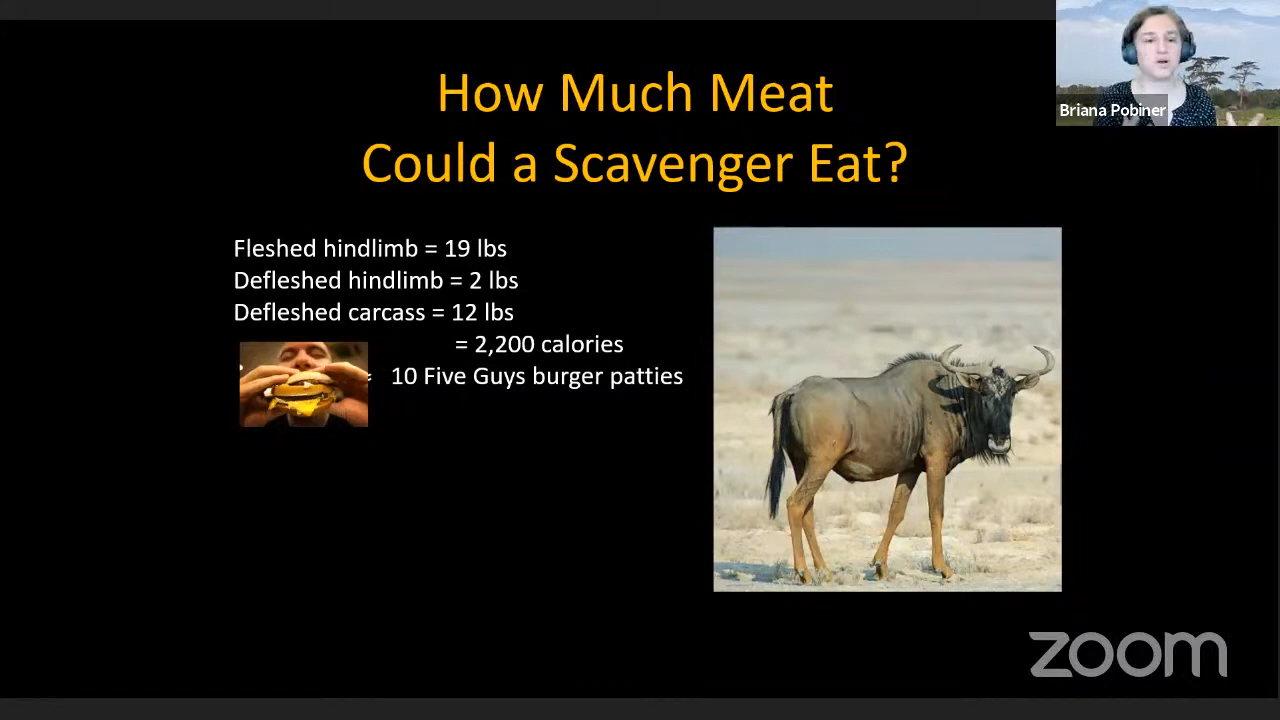 How Much Meat
Could a Scavenger Eat?
Fleshed hindlimb = 19 lbs
Defleshed hindlimb = 2 lbs
Defleshed carcass = 12 lbs
= 2,200 calories
= 10 Five Guys burger patties
Briana Pobiner
zoom